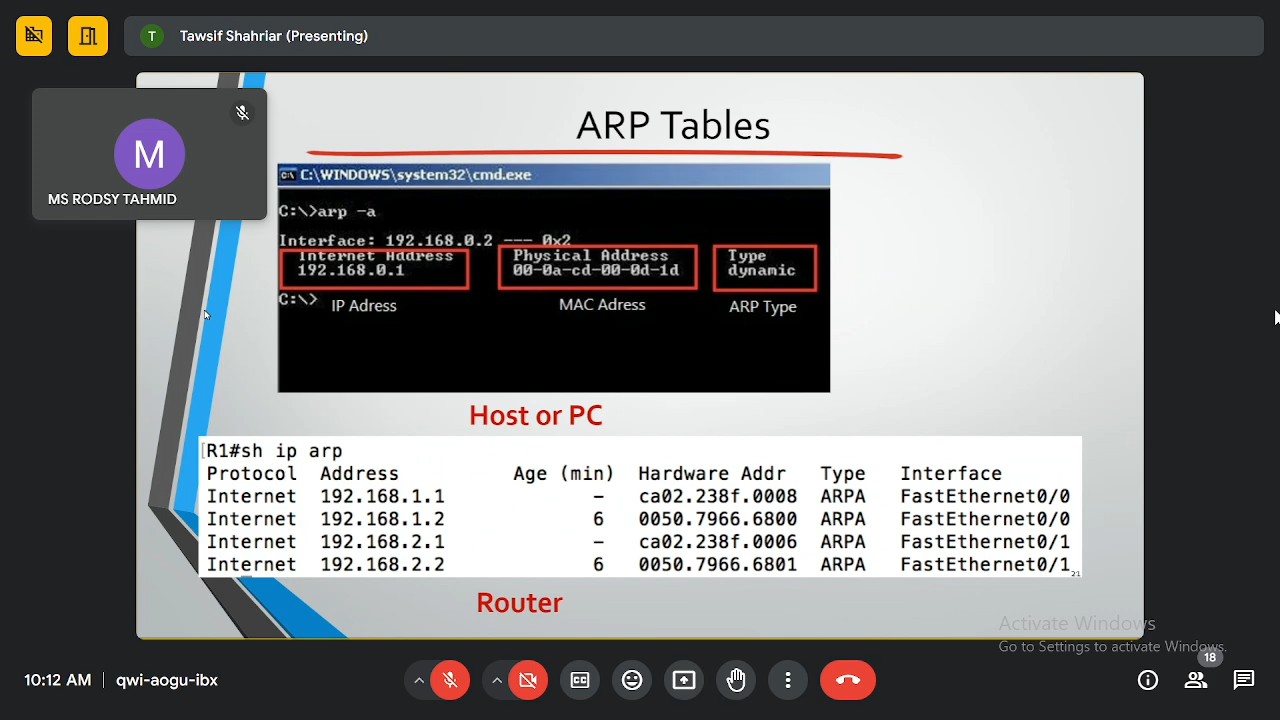 T Tawsif Shahriar (Presenting)
M
MS RODSY TAHMID
ARP Tables
C:\WINDOWS\system32\cmd.exe
C:\>arp -a
Interface: 192.168.0.2 --- 0x2
Internet Address Physical Address Type
192.168.0.1 00-0a-cd-00-0d-1d dynamic
C:\>
IP Adress MAC Adress ARP Type
Host or PC
R1#sh ip arp
Protocol Address Age (min) Hardware Addr Type Interface
Internet 192.168.1.1 - ca02.238f.0008 ARPA FastEthernet0/0
Internet 192.168.1.2 6 0050.7966.6800 ARPA FastEthernet0/0
Internet 192.168.2.1 - ca02.238f.0006 ARPA FastEthernet0/1
Internet 192.168.2.2 6 0050.7966.6801 ARPA FastEthernet0/1
21
Router
Activate Windows
Go to Settings to activate Windows.
10:12 AM | qwi-aogu-ibx
CC
18